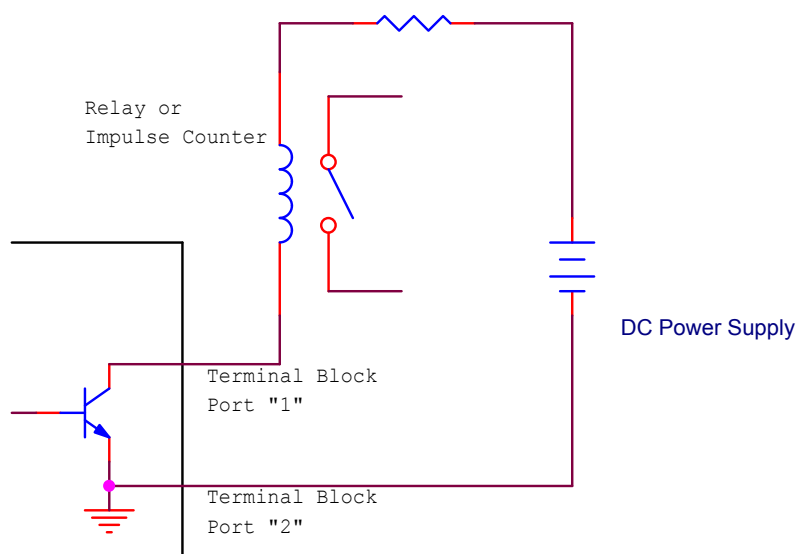 Relay or
Impulse Counter
DC Power Supply
Terminal Block
Port "1"
Terminal Block
Port "2"